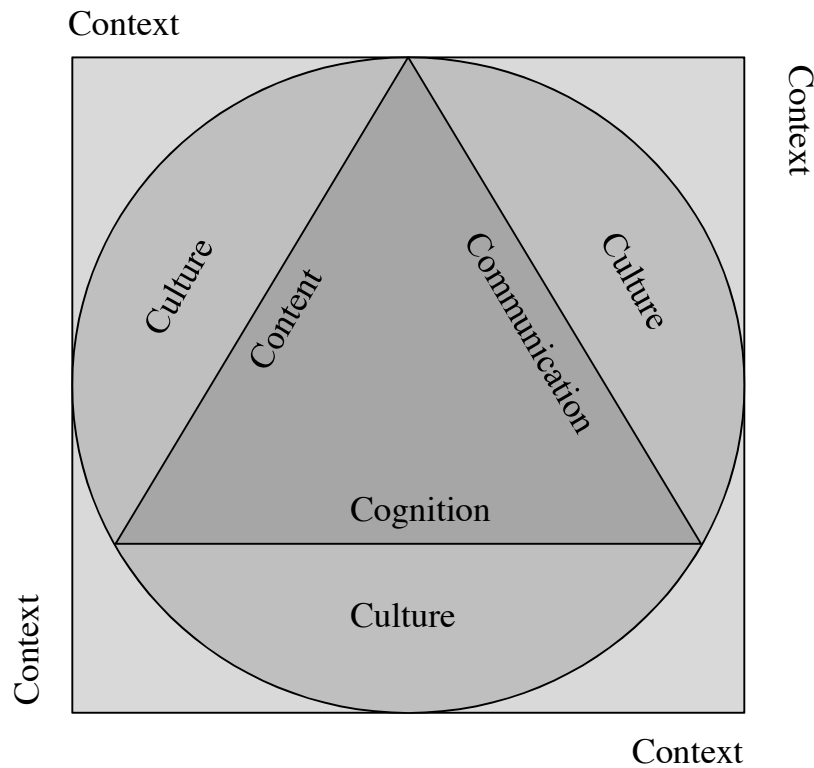 Context
Context
Culture
Content
Communication
Culture
Cognition
Culture
Context
Context